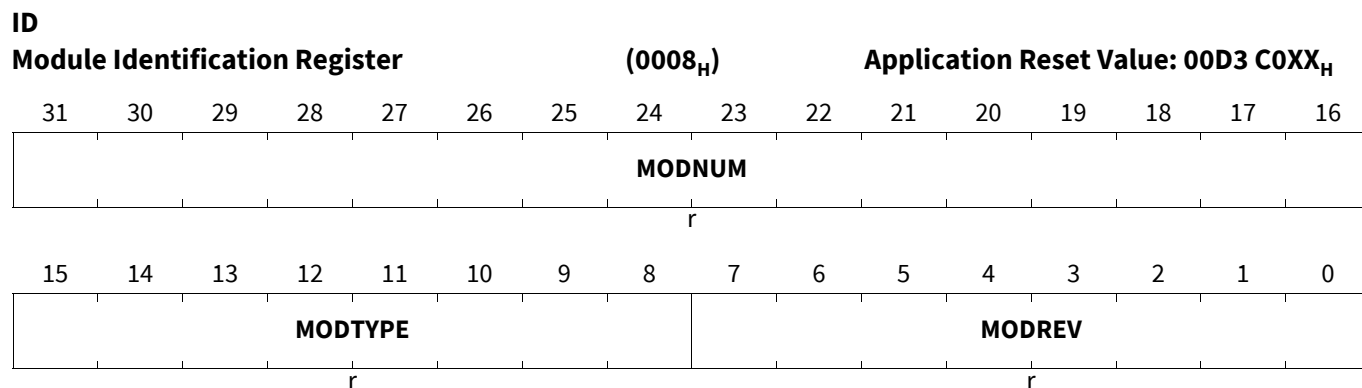 ID
Module Identification Register (0008H) Application Reset Value: 00D3 C0XXH
31 30 29 28 27 26 25 24 23 22 21 20 19 18 17 16
MODNUM
r
15 14 13 12 11 10 9 8 7 6 5 4 3 2 1 0
MODTYPE MODREV
r r